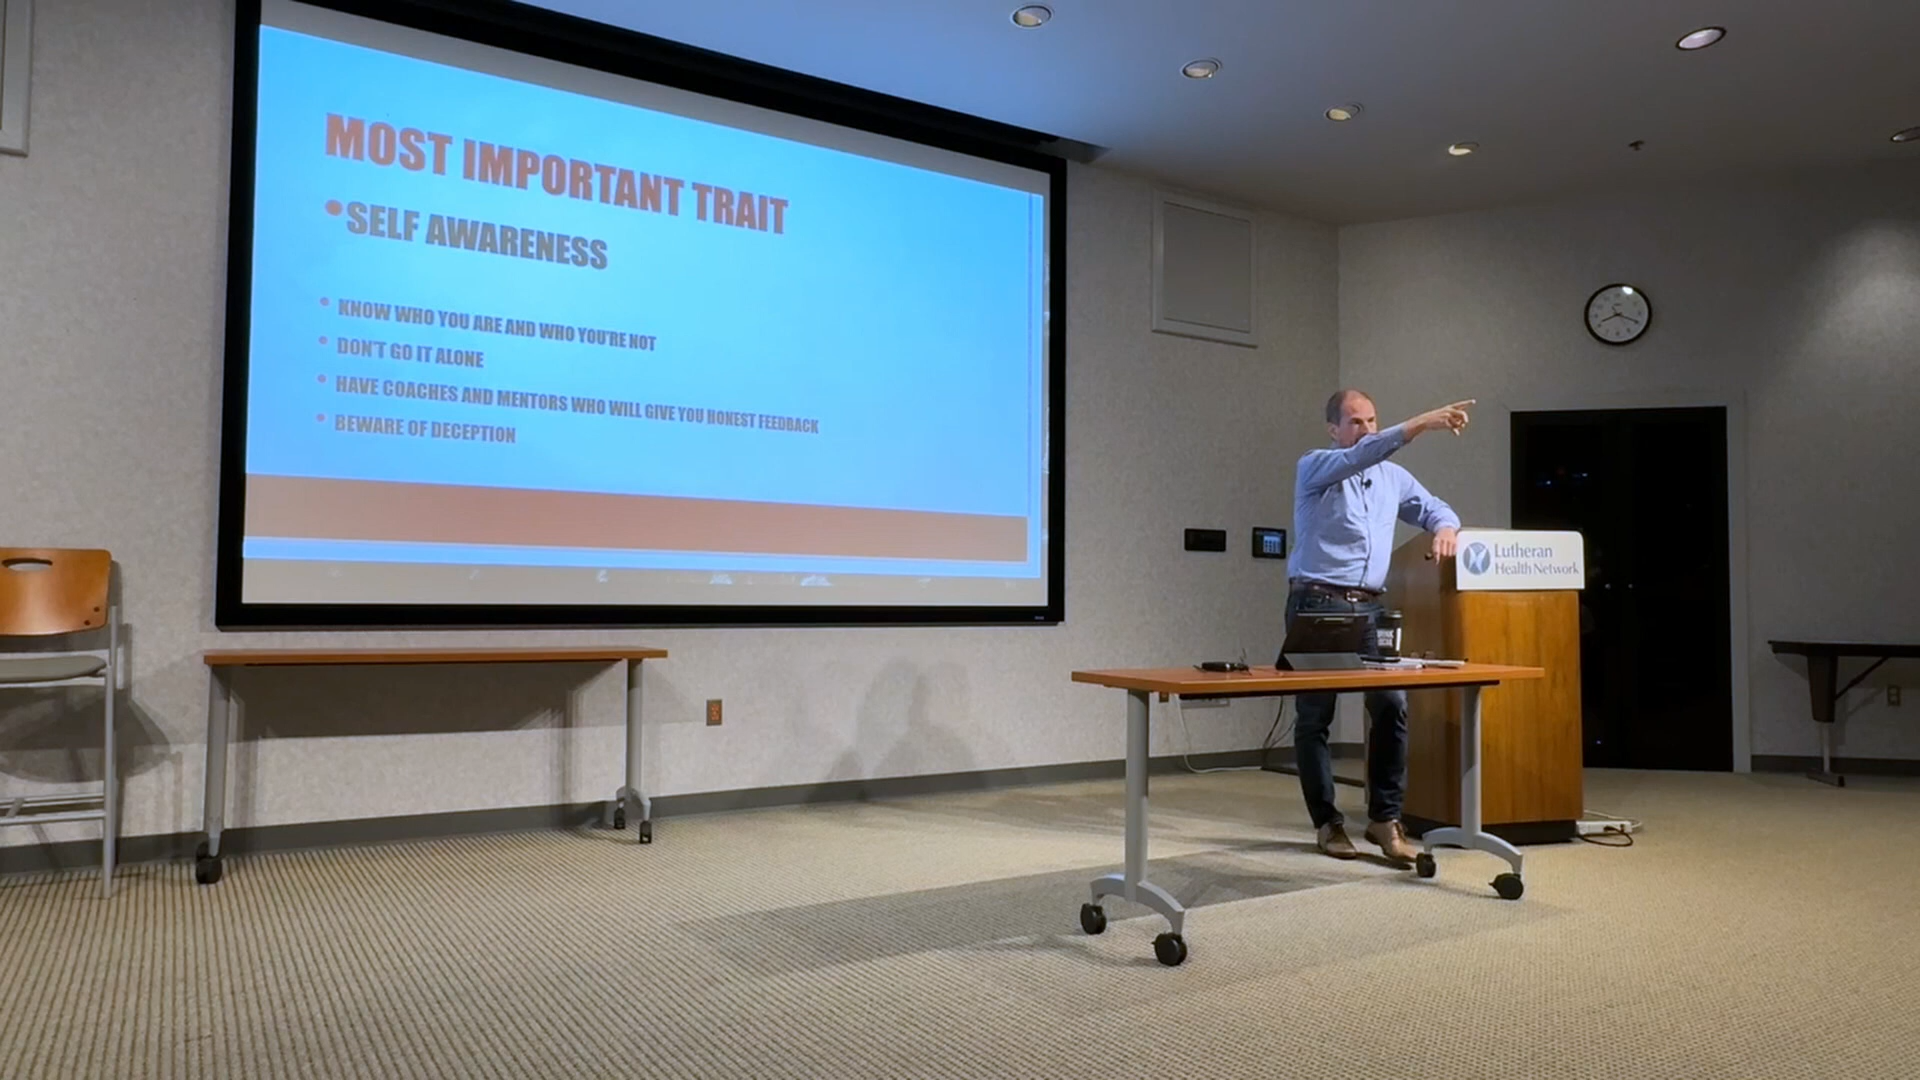 MOST IMPORTANT TRAIT
•SELF AWARENESS
• KNOW WHO YOU ARE AND WHO YOU'RE NOT
• DON'T GO IT ALONE
• HAVE COACHES AND MENTORS WHO WILL GIVE YOU HONEST FEEDBACK
• BEWARE OF DECEPTION
Lutheran
Health Network